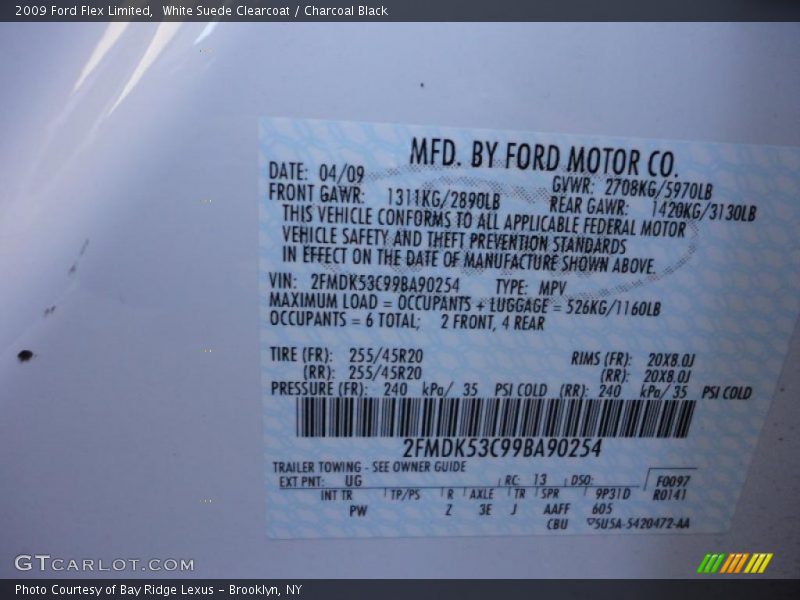 2009 Ford Flex Limited,  White Suede Clearcoat / Charcoal Black
MFD. BY FORD MOTOR CO.
DATE: 04/09 GVWR: 2708KG/5970LB
FRONT GAWR: 1311KG/2890LB REAR GAWR: 1420KG/3130LB
THIS VEHICLE CONFORMS TO ALL APPLICABLE FEDERAL MOTOR
VEHICLE SAFETY AND THEFT PREVENTION STANDARDS
IN EFFECT ON THE DATE OF MANUFACTURE SHOWN ABOVE.
VIN: 2FMDK53C99BA90254 TYPE: MPV
MAXIMUM LOAD = OCCUPANTS + LUGGAGE = 526KG/1160LB
OCCUPANTS = 6 TOTAL; 2 FRONT, 4 REAR
TIRE (FR): 255/45R20 RIMS (FR): 20X8.0J
(RR): 255/45R20 (RR): 20X8.0J
PRESSURE (FR): 240 kPa/ 35 PSI COLD (RR): 240 kPa/ 35 PSI COLD
2FMDK53C99BA90254
TRAILER TOWING - SEE OWNER GUIDE
EXT PNT: UG RC: 13 DSO: F0097
INT TR TP/PS R AXLE TR SPR 9P31D R0141
PW Z 3E J AAFF 605
CBU 5U5A-5420472-AA
GTCARLOT.COM
Photo Courtesy of Bay Ridge Lexus – Brooklyn, NY